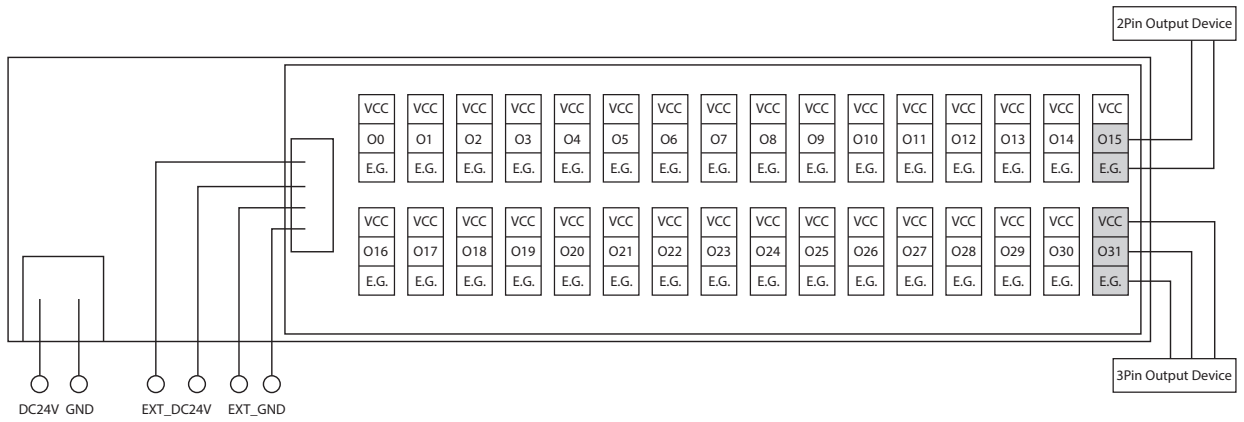 2Pin Output Device
VCC VCC VCC VCC VCC VCC VCC VCC VCC VCC VCC VCC VCC VCC VCC VCC
O0 O1 O2 O3 O4 O5 O6 O7 O8 O9 O10 O11 O12 O13 O14 O15
E.G. E.G. E.G. E.G. E.G. E.G. E.G. E.G. E.G. E.G. E.G. E.G. E.G. E.G. E.G. E.G.
VCC VCC VCC VCC VCC VCC VCC VCC VCC VCC VCC VCC VCC VCC VCC VCC
O16 O17 O18 O19 O20 O21 O22 O23 O24 O25 O26 O27 O28 O29 O30 O31
E.G. E.G. E.G. E.G. E.G. E.G. E.G. E.G. E.G. E.G. E.G. E.G. E.G. E.G. E.G. E.G.
3Pin Output Device
DC24V GND EXT_DC24V EXT_GND